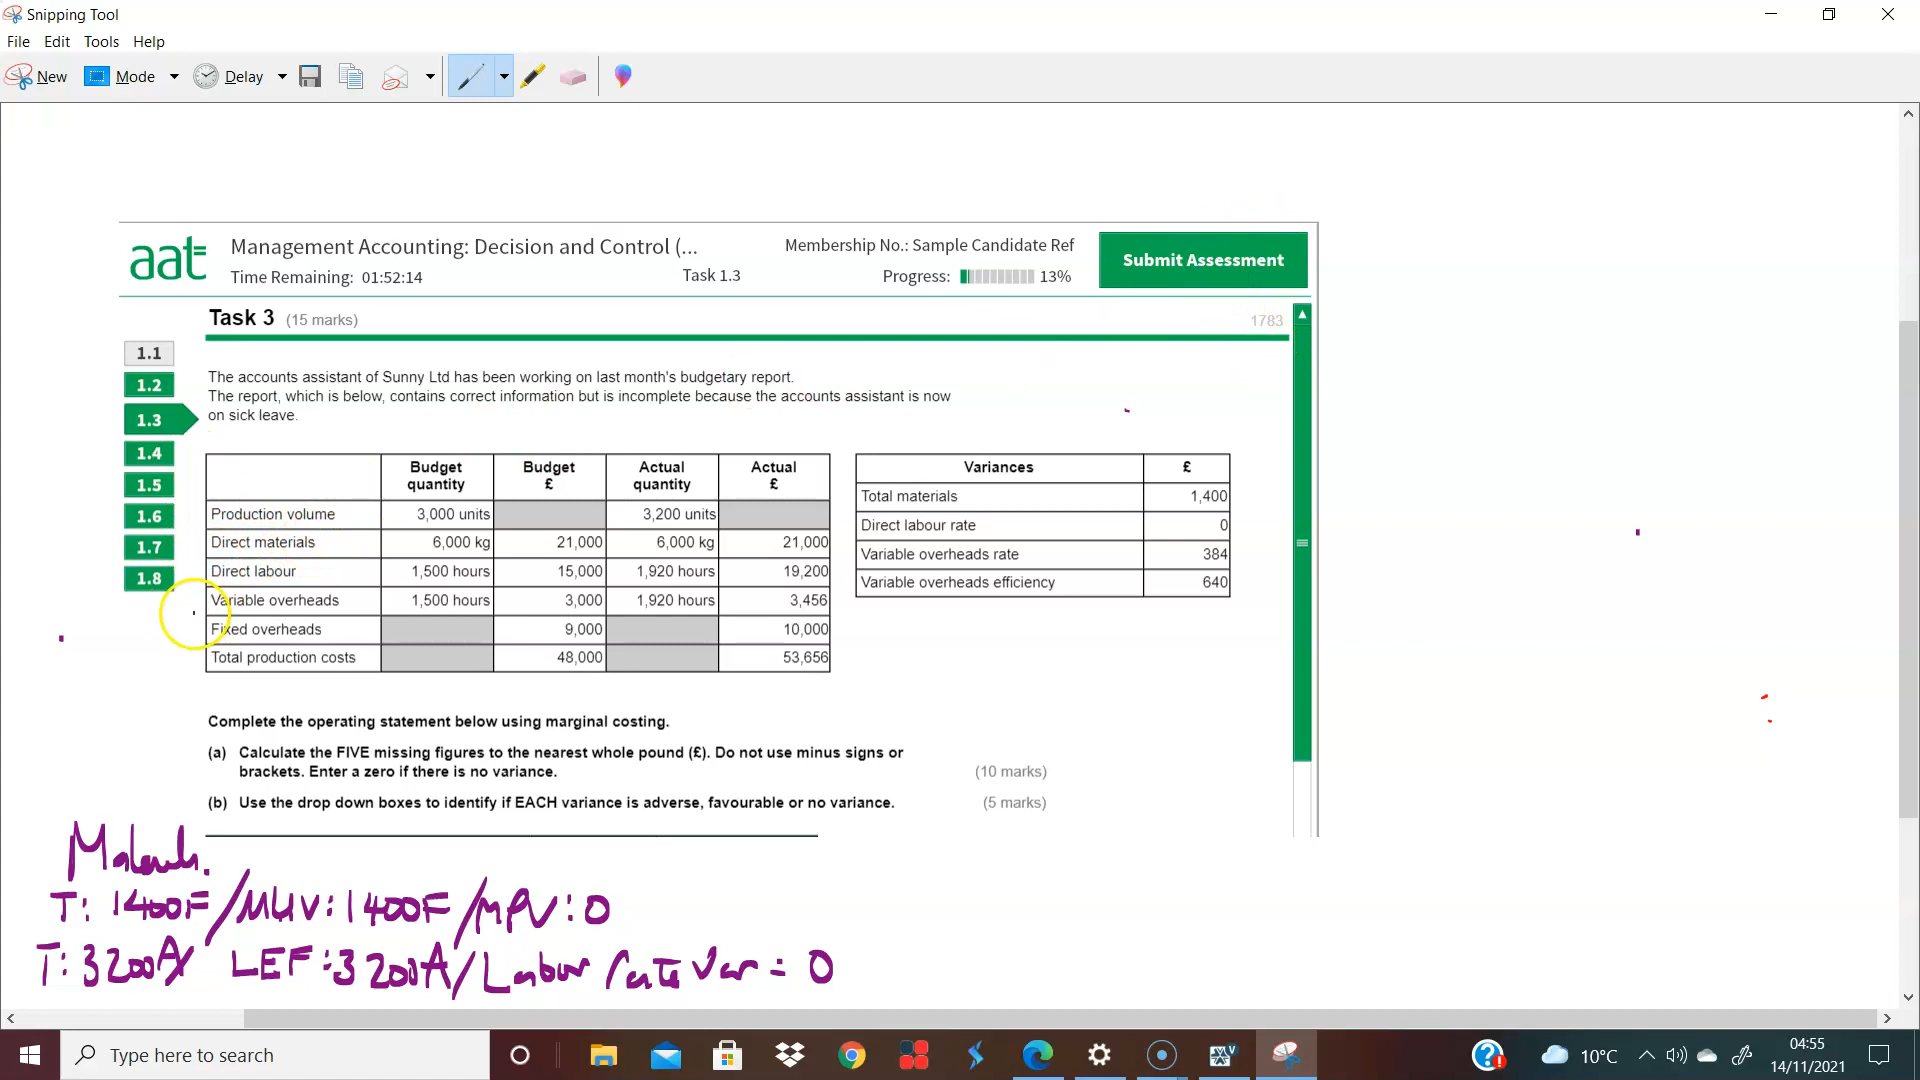 Snipping Tool
File Edit Tools Help
New Mode Delay
aat
Management Accounting: Decision and Control (...
Membership No.: Sample Candidate Ref
Submit Assessment
Time Remaining: 01:52:14
Task 1.3
Progress: 13%
Task 3 (15 marks)
1783
1.1
1.2
1.3
1.4
1.5
1.6
1.7
1.8
The accounts assistant of Sunny Ltd has been working on last month's budgetary report.
The report, which is below, contains correct information but is incomplete because the accounts assistant is now
on sick leave.
Budget quantity Budget £ Actual quantity Actual £
Production volume 3,000 units 3,200 units
Direct materials 6,000 kg 21,000 6,000 kg 21,000
Direct labour 1,500 hours 15,000 1,920 hours 19,200
Variable overheads 1,500 hours 3,000 1,920 hours 3,456
Fixed overheads 9,000 10,000
Total production costs 48,000 53,656
Variances £
Total materials 1,400
Direct labour rate 0
Variable overheads rate 384
Variable overheads efficiency 640
Complete the operating statement below using marginal costing.
(a) Calculate the FIVE missing figures to the nearest whole pound (£). Do not use minus signs or
brackets. Enter a zero if there is no variance. (10 marks)
(b) Use the drop down boxes to identify if EACH variance is adverse, favourable or no variance. (5 marks)
T: 1400F / MUV: 1400F / MPV: 0
T: 3200A/ LEF: 3200A / Labour rate Var = 0
Type here to search
10°C
04:55
14/11/2021